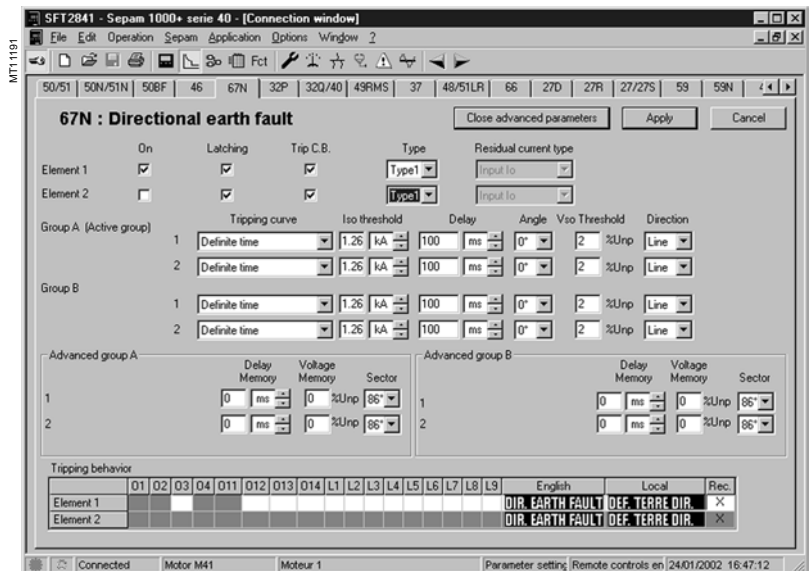 MT11191
SFT2841 - Sepam 1000+ serie 40 - [Connection window]
File Edit Operation Sepam Application Options Window ?
Fct
50/51 50N/51N 50BF 46 67N 32P 32Q/40 49RMS 37 48/51LR 66 27D 27R 27/27S 59 59N
67N : Directional earth fault Close advanced parameters Apply Cancel
On Latching Trip C.B. Type Residual current type
Element 1 Type1 Input Io
Element 2 Type1 Input Io
Group A (Active group) Tripping curve Iso threshold Delay Angle Vso Threshold Direction
1 Definite time 1.26 kA 100 ms 0° 2 %Unp Line
2 Definite time 1.26 kA 100 ms 0° 2 %Unp Line
Group B
1 Definite time 1.26 kA 100 ms 0° 2 %Unp Line
2 Definite time 1.26 kA 100 ms 0° 2 %Unp Line
Advanced group A Advanced group B
Delay Memory Voltage Memory Sector Delay Memory Voltage Memory Sector
1 0 ms 0 %Unp 86° 1 0 ms 0 %Unp 86°
2 0 ms 0 %Unp 86° 2 0 ms 0 %Unp 86°
Tripping behavior
O1 O2 O3 O4 O11 O12 O13 O14 L1 L2 L3 L4 L5 L6 L7 L8 L9 English Local Rec.
Element 1 DIR. EARTH FAULT DEF. TERRE DIR. X
Element 2 DIR. EARTH FAULT DEF. TERRE DIR. X
Connected Motor M41 Moteur 1 Parameter setting Remote controls en 24/01/2002 16:47:12